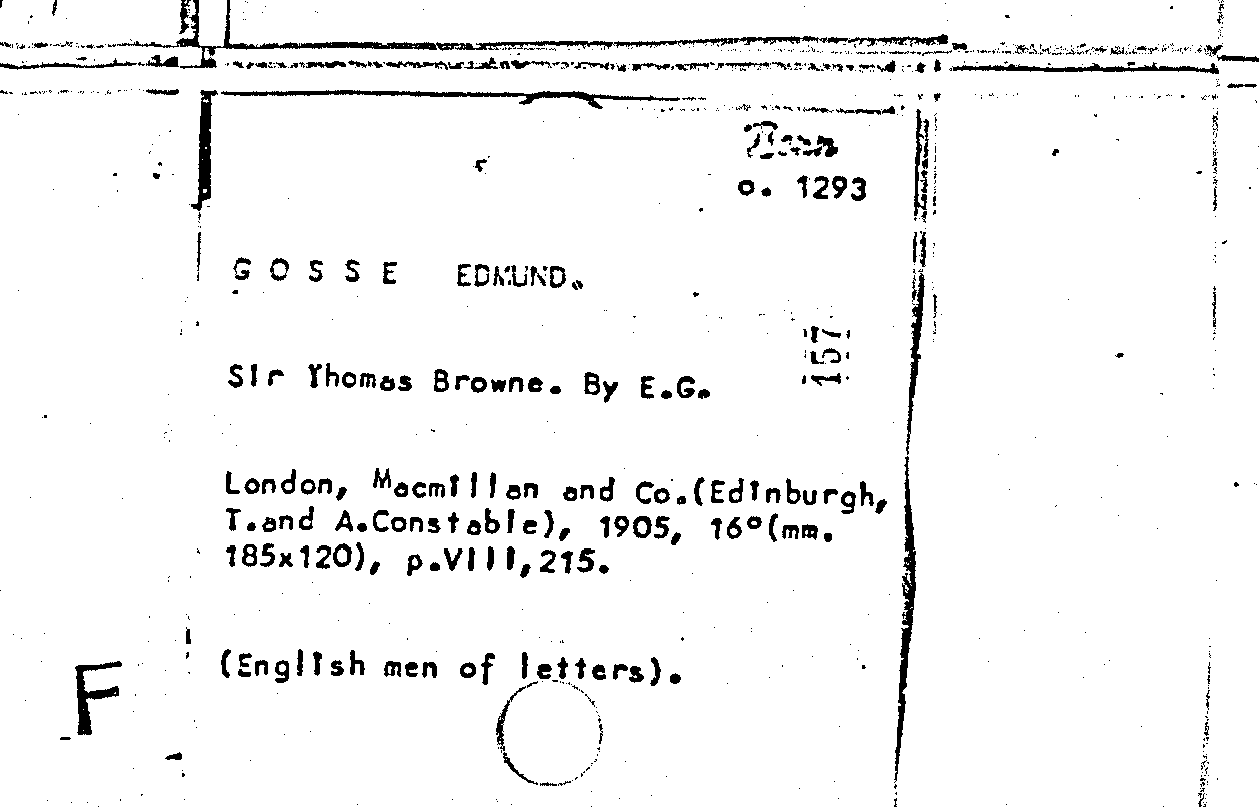 o. 1293
G O S S E EDMUND.
157
Sir Thomas Browne. By E.G.
London, Macmillan and Co.(Edinburgh,
T.and A.Constable), 1905, 16°(mm.
185x120), p.VIII,215.
(English men of letters).
F